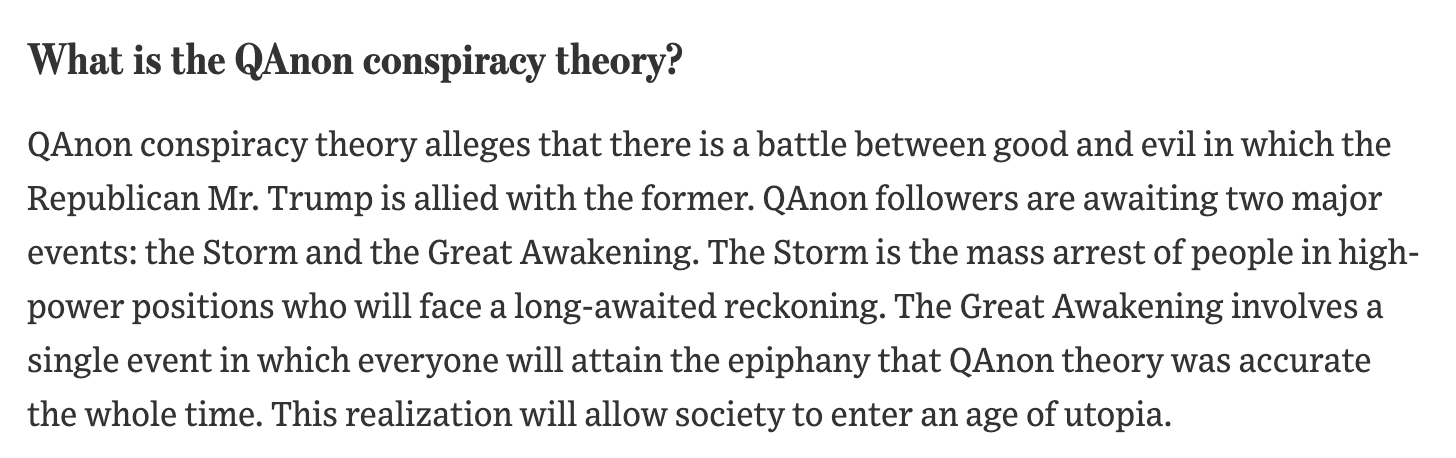 What is the QAnon conspiracy theory?
QAnon conspiracy theory alleges that there is a battle between good and evil in which the
Republican Mr. Trump is allied with the former. QAnon followers are awaiting two major
events: the Storm and the Great Awakening. The Storm is the mass arrest of people in high-
power positions who will face a long-awaited reckoning. The Great Awakening involves a
single event in which everyone will attain the epiphany that QAnon theory was accurate
the whole time. This realization will allow society to enter an age of utopia.